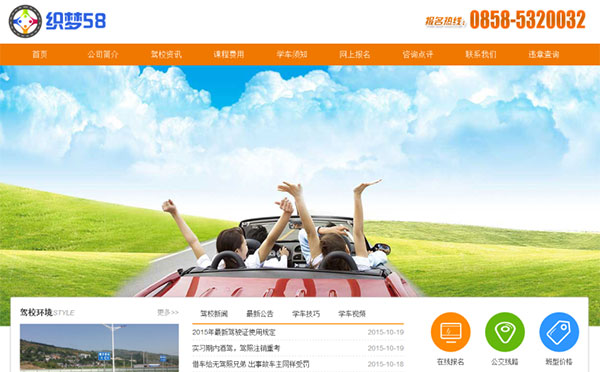 织梦58
报名热线：0858-5320032
首页 公司简介 驾校资讯 课程费用 学车须知 网上报名 咨询点评 联系我们 违章查询
驾校环境STYLE 更多>>
驾校新闻 最新公告 学车技巧 学车视频
2015年最新驾驶证使用规定 2015-10-19
实习期内酒驾，驾照注销重考 2015-10-19
借车给无驾照兄弟 出事故车主同样受罚 2015-10-18
在线报名 公交线路 班型价格